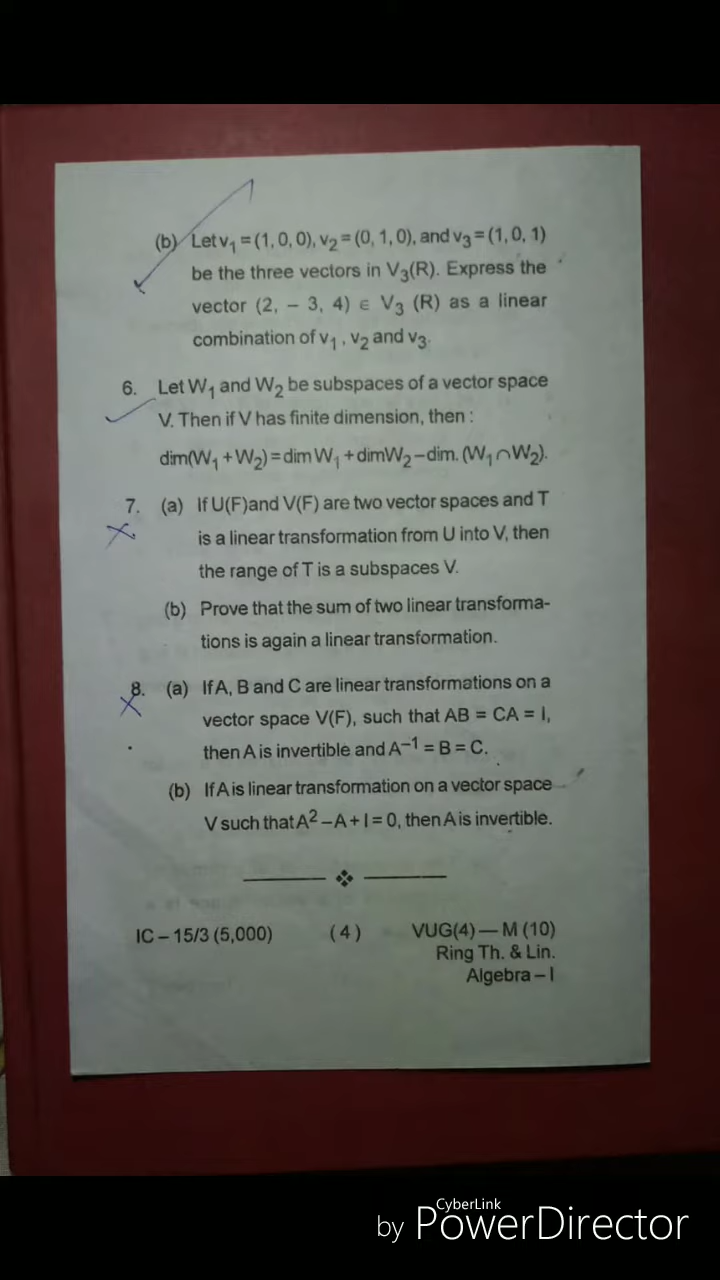 (b) Let v₁ = (1, 0, 0), v₂ = (0, 1, 0), and v₃ = (1, 0, 1)
be the three vectors in V₃(R). Express the
vector (2, – 3, 4) ∈ V₃ (R) as a linear
combination of v₁ , v₂ and v₃.
6. Let W₁ and W₂ be subspaces of a vector space
V. Then if V has finite dimension, then :
dim(W₁ + W₂) = dim W₁ + dimW₂ – dim. (W₁ ∩ W₂).
7. (a) If U(F)and V(F) are two vector spaces and T
is a linear transformation from U into V, then
the range of T is a subspaces V.
(b) Prove that the sum of two linear transforma-
tions is again a linear transformation.
8. (a) If A, B and C are linear transformations on a
vector space V(F), such that AB = CA = I,
then A is invertible and A⁻¹ = B = C.
(b) If A is linear transformation on a vector space
V such that A² – A + I = 0, then A is invertible.
IC – 15/3 (5,000) ( 4 ) VUG(4) — M (10)
Ring Th. & Lin.
Algebra – I
CyberLink
by PowerDirector